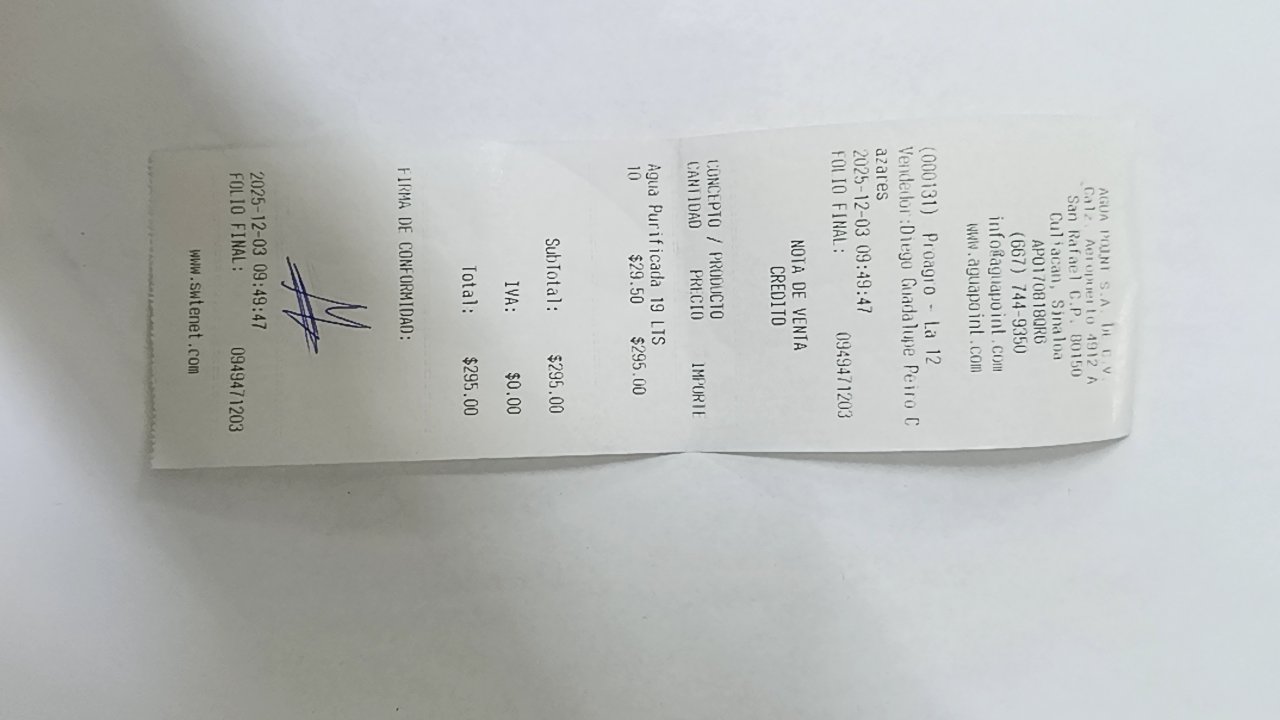 AGUA POINT S.A. De C.V.
Calz. Aeropuerto 4912 A
San Rafael C.P. 80150
Culiacan, Sinaloa
APO170818QR6
(667) 744-9350
info@aguapoint.com
www.aguapoint.com
(000131) Proagro - La 12
Vendedor:Diego Guadalupe Peiro C
azares
2025-12-03 09:49:47
FOLIO FINAL: 0949471203
NOTA DE VENTA
CREDITO
CONCEPTO / PRODUCTO
CANTIDAD PRECIO IMPORTE
Agua Purificada 19 LTS
10 $29.50 $295.00
SubTotal: $295.00
IVA: $0.00
Total: $295.00
FIRMA DE CONFORMIDAD:
2025-12-03 09:49:47
FOLIO FINAL: 0949471203
www.swtenet.com